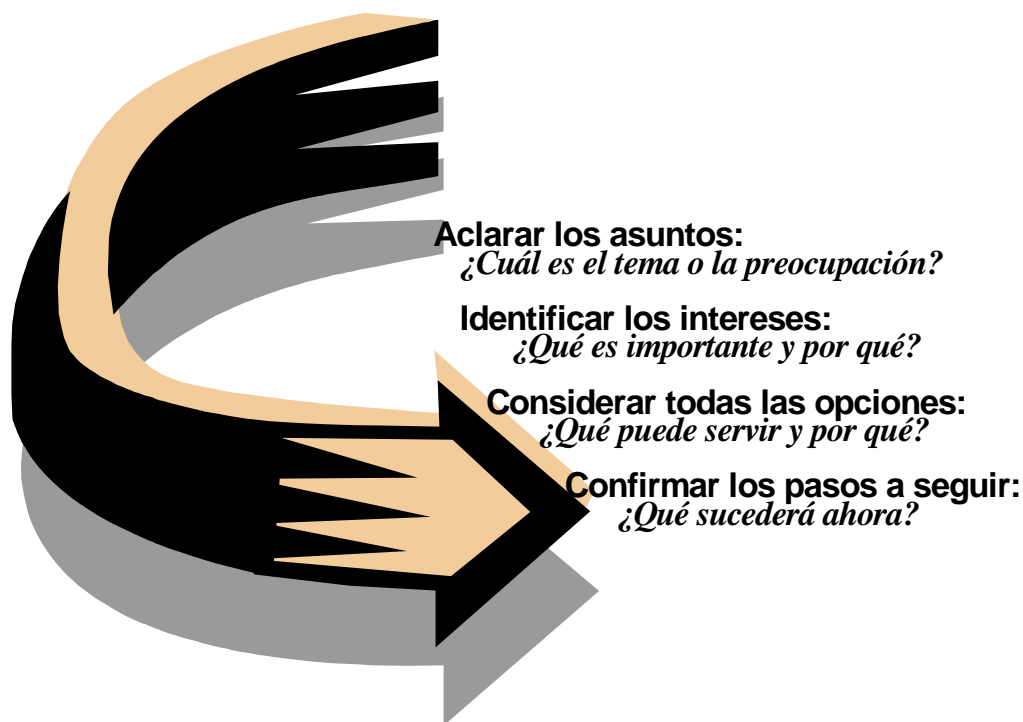 Aclarar los asuntos:
¿Cuál es el tema o la preocupación?
Identificar los intereses:
¿Qué es importante y por qué?
Considerar todas las opciones:
¿Qué puede servir y por qué?
Confirmar los pasos a seguir:
¿Qué sucederá ahora?